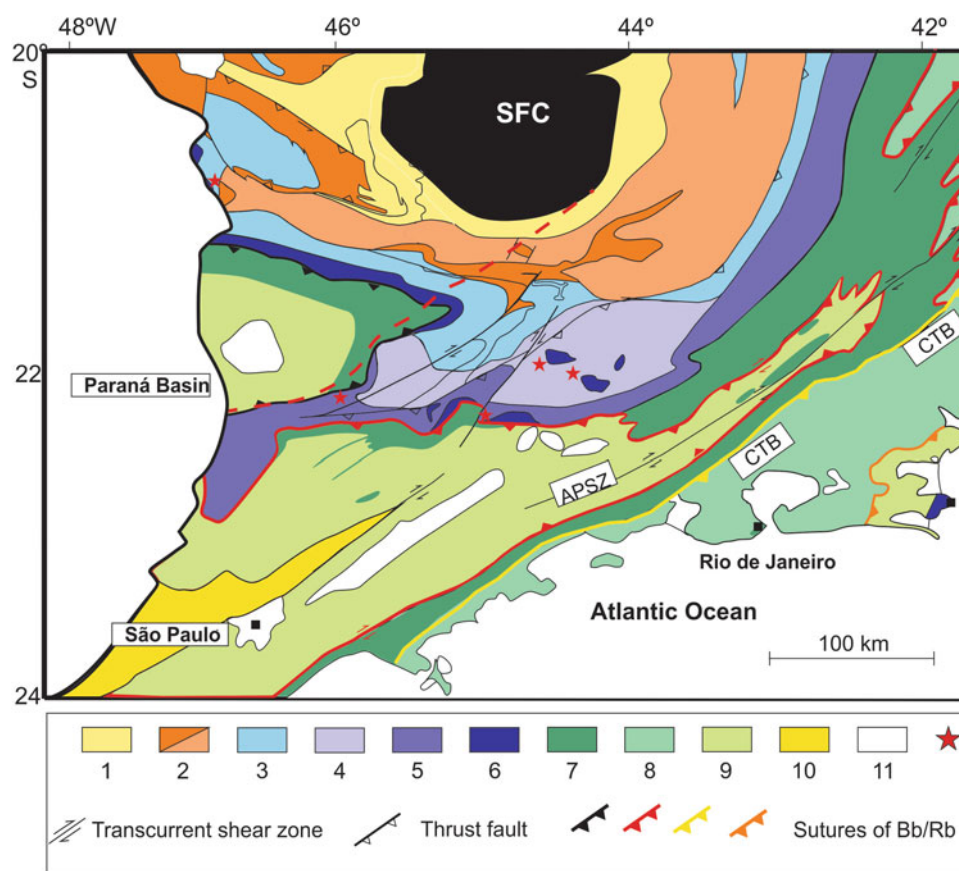 48ºW 46º 44º 42º
20º
S
SFC
22
Paraná Basin
CTB
CTB
APSZ
Rio de Janeiro
Atlantic Ocean
São Paulo
100 km
24
1 2 3 4 5 6 7 8 9 10 11
Transcurrent shear zone Thrust fault Sutures of Bb/Rb